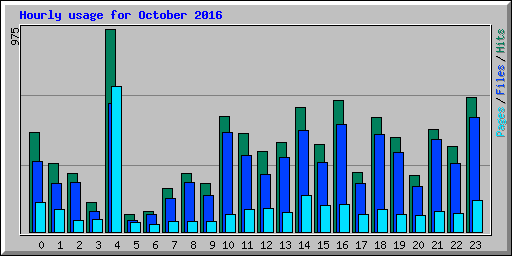 Hourly usage for October 2016
975
Pages/Files/Hits
0 1 2 3 4 5 6 7 8 9 10 11 12 13 14 15 16 17 18 19 20 21 22 23